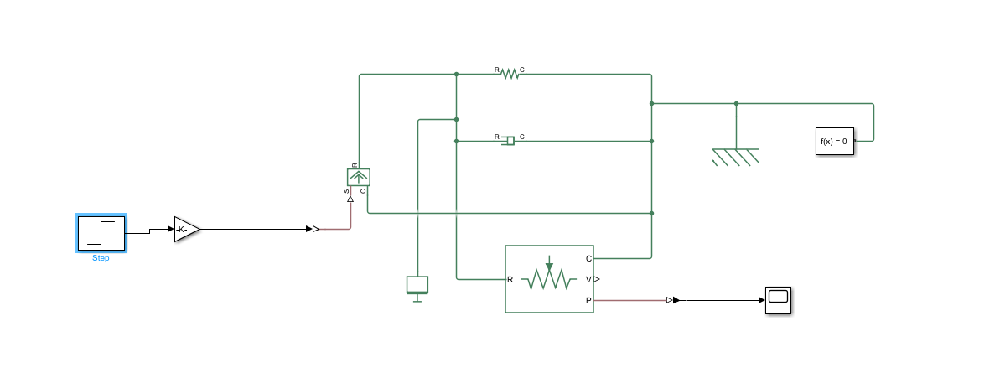 R C
R C
f(x) = 0
R
S C
-K-
Step
C
R V
P